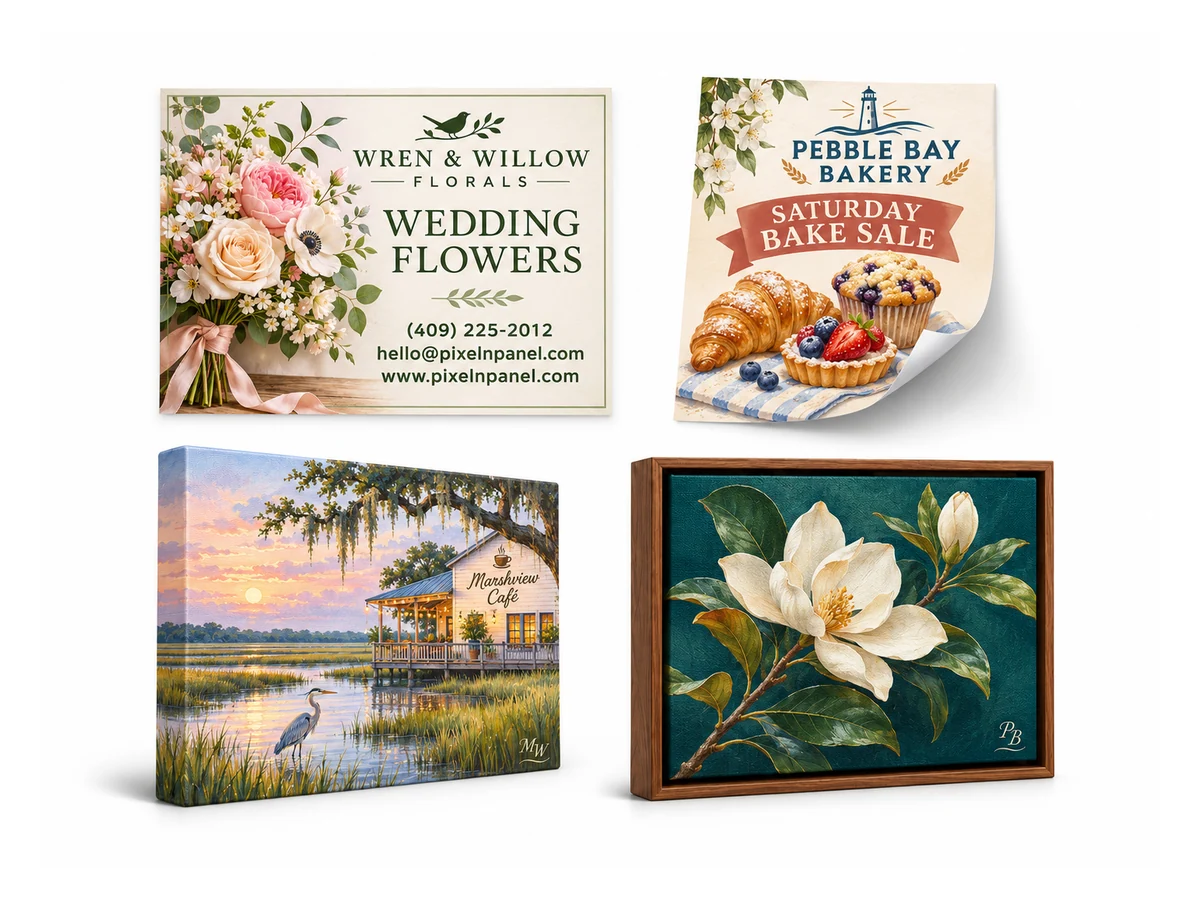 WREN & WILLOW
FLORALS
WEDDING
FLOWERS
(409) 225-2012
hello@pixelnpanel.com
www.pixelnpanel.com
PEBBLE BAY
BAKERY
SATURDAY
BAKE SALE
Marshview
Café
MW
PB